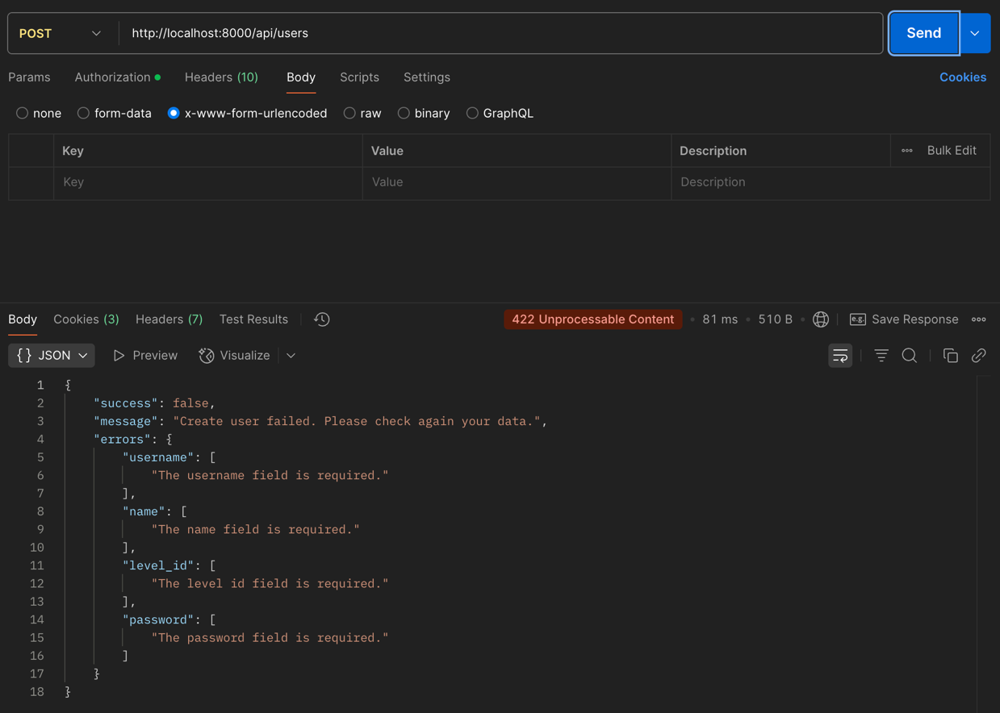 POST http://localhost:8000/api/users Send
Params Authorization Headers (10) Body Scripts Settings Cookies
none form-data x-www-form-urlencoded raw binary GraphQL
Key Value Description Bulk Edit
Key Value Description
Body Cookies (3) Headers (7) Test Results 422 Unprocessable Content 81 ms 510 B e.g. Save Response
{} JSON Preview Visualize
1 {
2 "success": false,
3 "message": "Create user failed. Please check again your data.",
4 "errors": {
5 "username": [
6 "The username field is required."
7 ],
8 "name": [
9 "The name field is required."
10 ],
11 "level_id": [
12 "The level id field is required."
13 ],
14 "password": [
15 "The password field is required."
16 ]
17 }
18 }